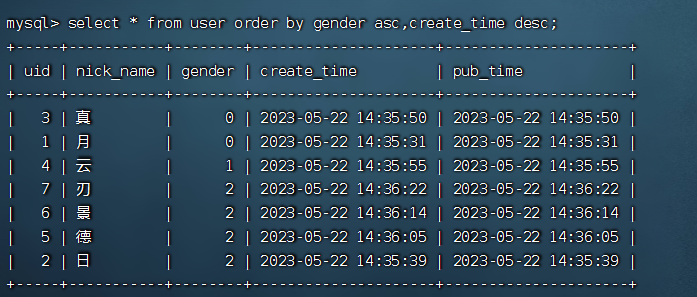 mysql> select * from user order by gender asc,create_time desc;
+-----+-----------+--------+---------------------+---------------------+
| uid | nick_name | gender | create_time         | pub_time            |
+-----+-----------+--------+---------------------+---------------------+
|   3 | 真        |      0 | 2023-05-22 14:35:50 | 2023-05-22 14:35:50 |
|   1 | 月        |      0 | 2023-05-22 14:35:31 | 2023-05-22 14:35:31 |
|   4 | 云        |      1 | 2023-05-22 14:35:55 | 2023-05-22 14:35:55 |
|   7 | 刃        |      2 | 2023-05-22 14:36:22 | 2023-05-22 14:36:22 |
|   6 | 景        |      2 | 2023-05-22 14:36:14 | 2023-05-22 14:36:14 |
|   5 | 德        |      2 | 2023-05-22 14:36:05 | 2023-05-22 14:36:05 |
|   2 | 日        |      2 | 2023-05-22 14:35:39 | 2023-05-22 14:35:39 |
+-----+-----------+--------+---------------------+---------------------+